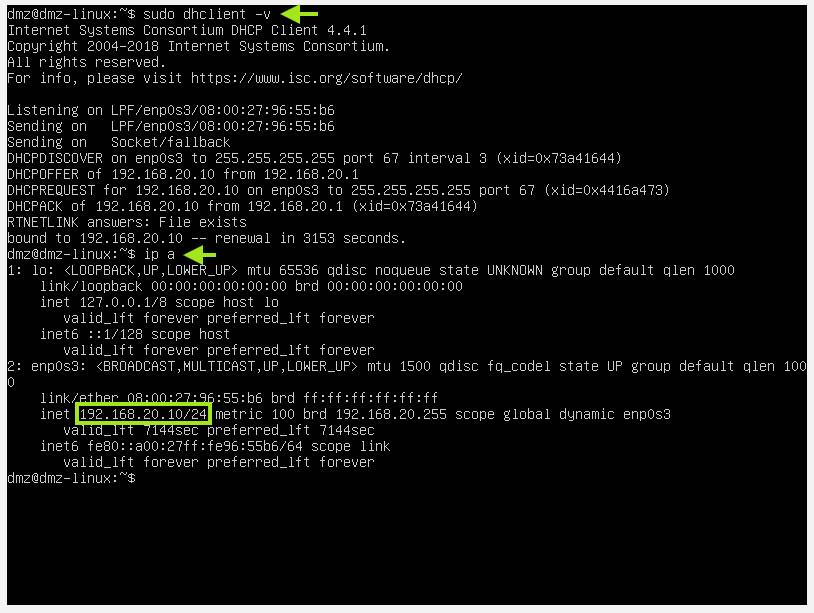 dmz@dmz-linux:~$ sudo dhclient -v
Internet Systems Consortium DHCP Client 4.4.1
Copyright 2004-2018 Internet Systems Consortium.
All rights reserved.
For info, please visit https://www.isc.org/software/dhcp/
Listening on LPF/enp0s3/08:00:27:96:55:b6
Sending on   LPF/enp0s3/08:00:27:96:55:b6
Sending on   Socket/fallback
DHCPDISCOVER on enp0s3 to 255.255.255.255 port 67 interval 3 (xid=0x73a41644)
DHCPOFFER of 192.168.20.10 from 192.168.20.1
DHCPREQUEST for 192.168.20.10 on enp0s3 to 255.255.255.255 port 67 (xid=0x4416a473)
DHCPACK of 192.168.20.10 from 192.168.20.1 (xid=0x73a41644)
RTNETLINK answers: File exists
bound to 192.168.20.10 -- renewal in 3153 seconds.
dmz@dmz-linux:~$ ip a
1: lo: <LOOPBACK,UP,LOWER_UP> mtu 65536 qdisc noqueue state UNKNOWN group default qlen 1000
    link/loopback 00:00:00:00:00:00 brd 00:00:00:00:00:00
    inet 127.0.0.1/8 scope host lo
       valid_lft forever preferred_lft forever
    inet6 ::1/128 scope host
       valid_lft forever preferred_lft forever
2: enp0s3: <BROADCAST,MULTICAST,UP,LOWER_UP> mtu 1500 qdisc fq_codel state UP group default qlen 100
0
    link/ether 08:00:27:96:55:b6 brd ff:ff:ff:ff:ff:ff
    inet 192.168.20.10/24 metric 100 brd 192.168.20.255 scope global dynamic enp0s3
       valid_lft 7144sec preferred_lft 7144sec
    inet6 fe80::a00:27ff:fe96:55b6/64 scope link
       valid_lft forever preferred_lft forever
dmz@dmz-linux:~$